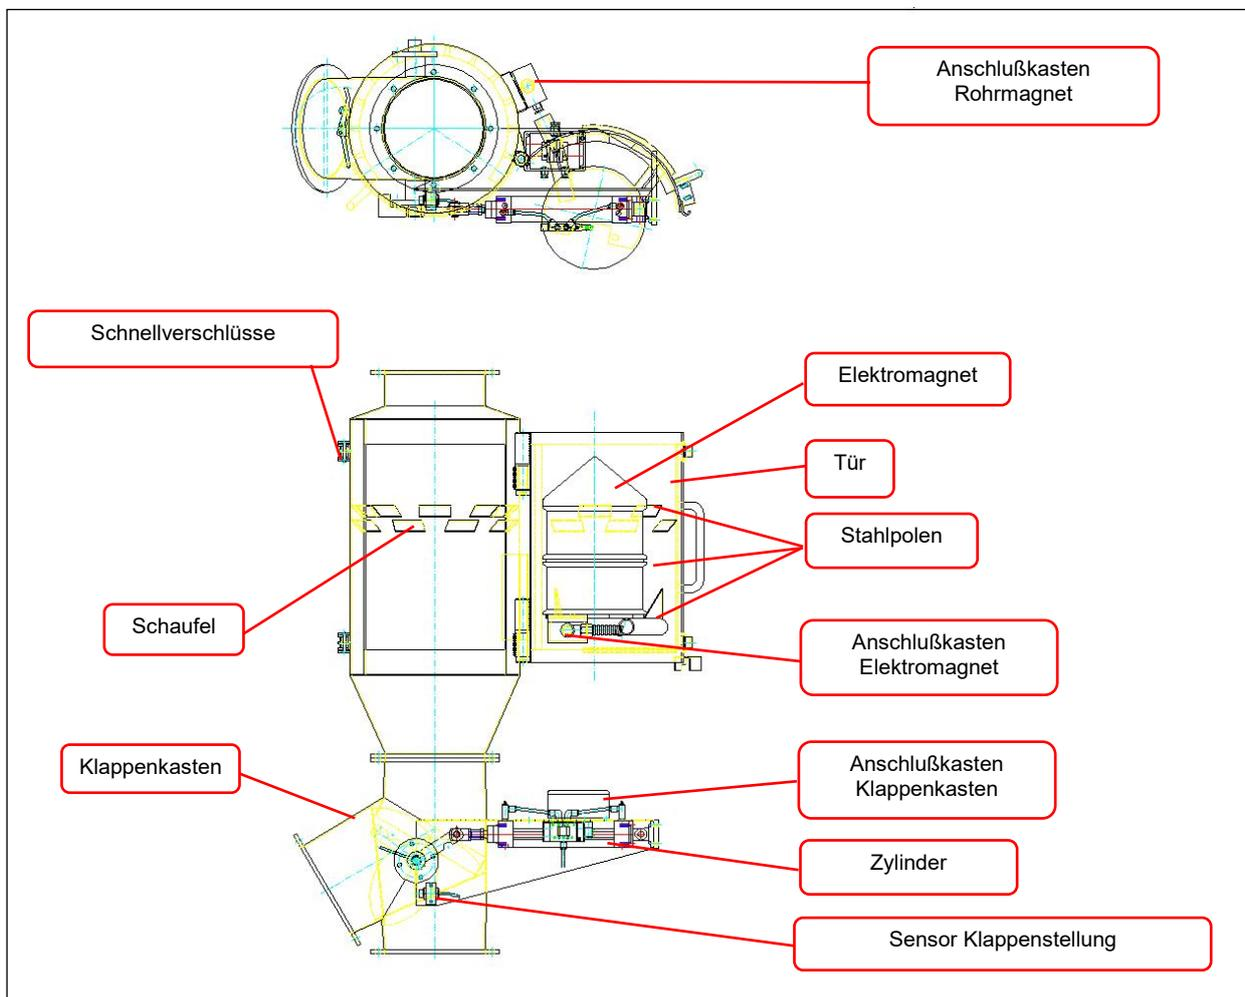 Anschlußkasten
Rohrmagnet
Schnellverschlüsse
Elektromagnet
Tür
Stahlpolen
Schaufel
Anschlußkasten
Elektromagnet
Klappenkasten
Anschlußkasten
Klappenkasten
Zylinder
Sensor Klappenstellung